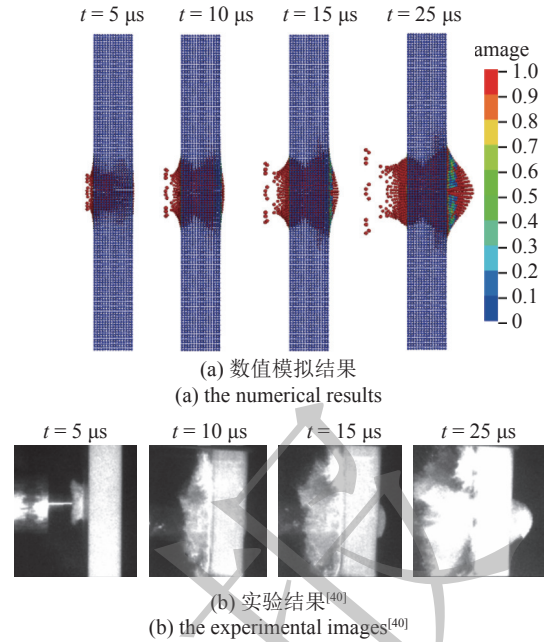 t = 5 μs t = 10 μs t = 15 μs t = 25 μs
amage
1.0
0.9
0.8
0.7
0.6
0.5
0.4
0.3
0.2
0.1
0
(a) 数值模拟结果
(a) the numerical results
t = 5 μs t = 10 μs t = 15 μs t = 25 μs
(b) 实验结果[40]
(b) the experimental images[40]